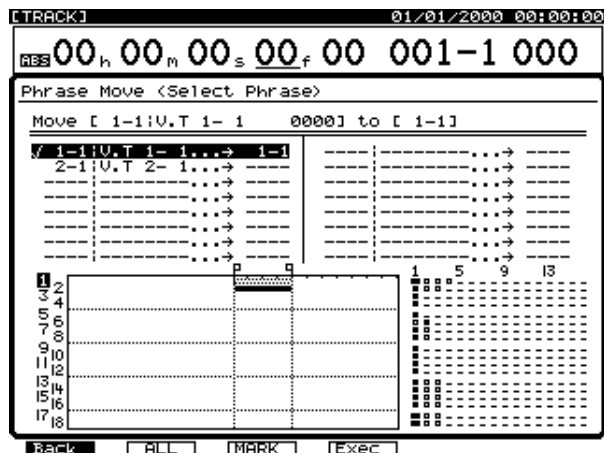 [TRACK] 01/01/2000 00:00:00
ABS 00h 00m 00s 00f 00 001-1 000
Phrase Move (Select Phrase)
Move [ 1-1¦V.T 1- 1 0000] to [ 1-1]
√ 1-1¦V.T 1- 1...→ 1-1 ----¦--------...→ ----
2-1¦V.T 2- 1...→ ---- ----¦--------...→ ----
----¦--------...→ ---- ----¦--------...→ ----
----¦--------...→ ---- ----¦--------...→ ----
----¦--------...→ ---- ----¦--------...→ ----
----¦--------...→ ---- ----¦--------...→ ----
----¦--------...→ ---- ----¦--------...→ ----
----¦--------...→ ---- ----¦--------...→ ----
1 5 9 13
1
2
3
4
5
6
7
8
9
10
11
12
13
14
15
16
17
18
Back ALL MARK Exec